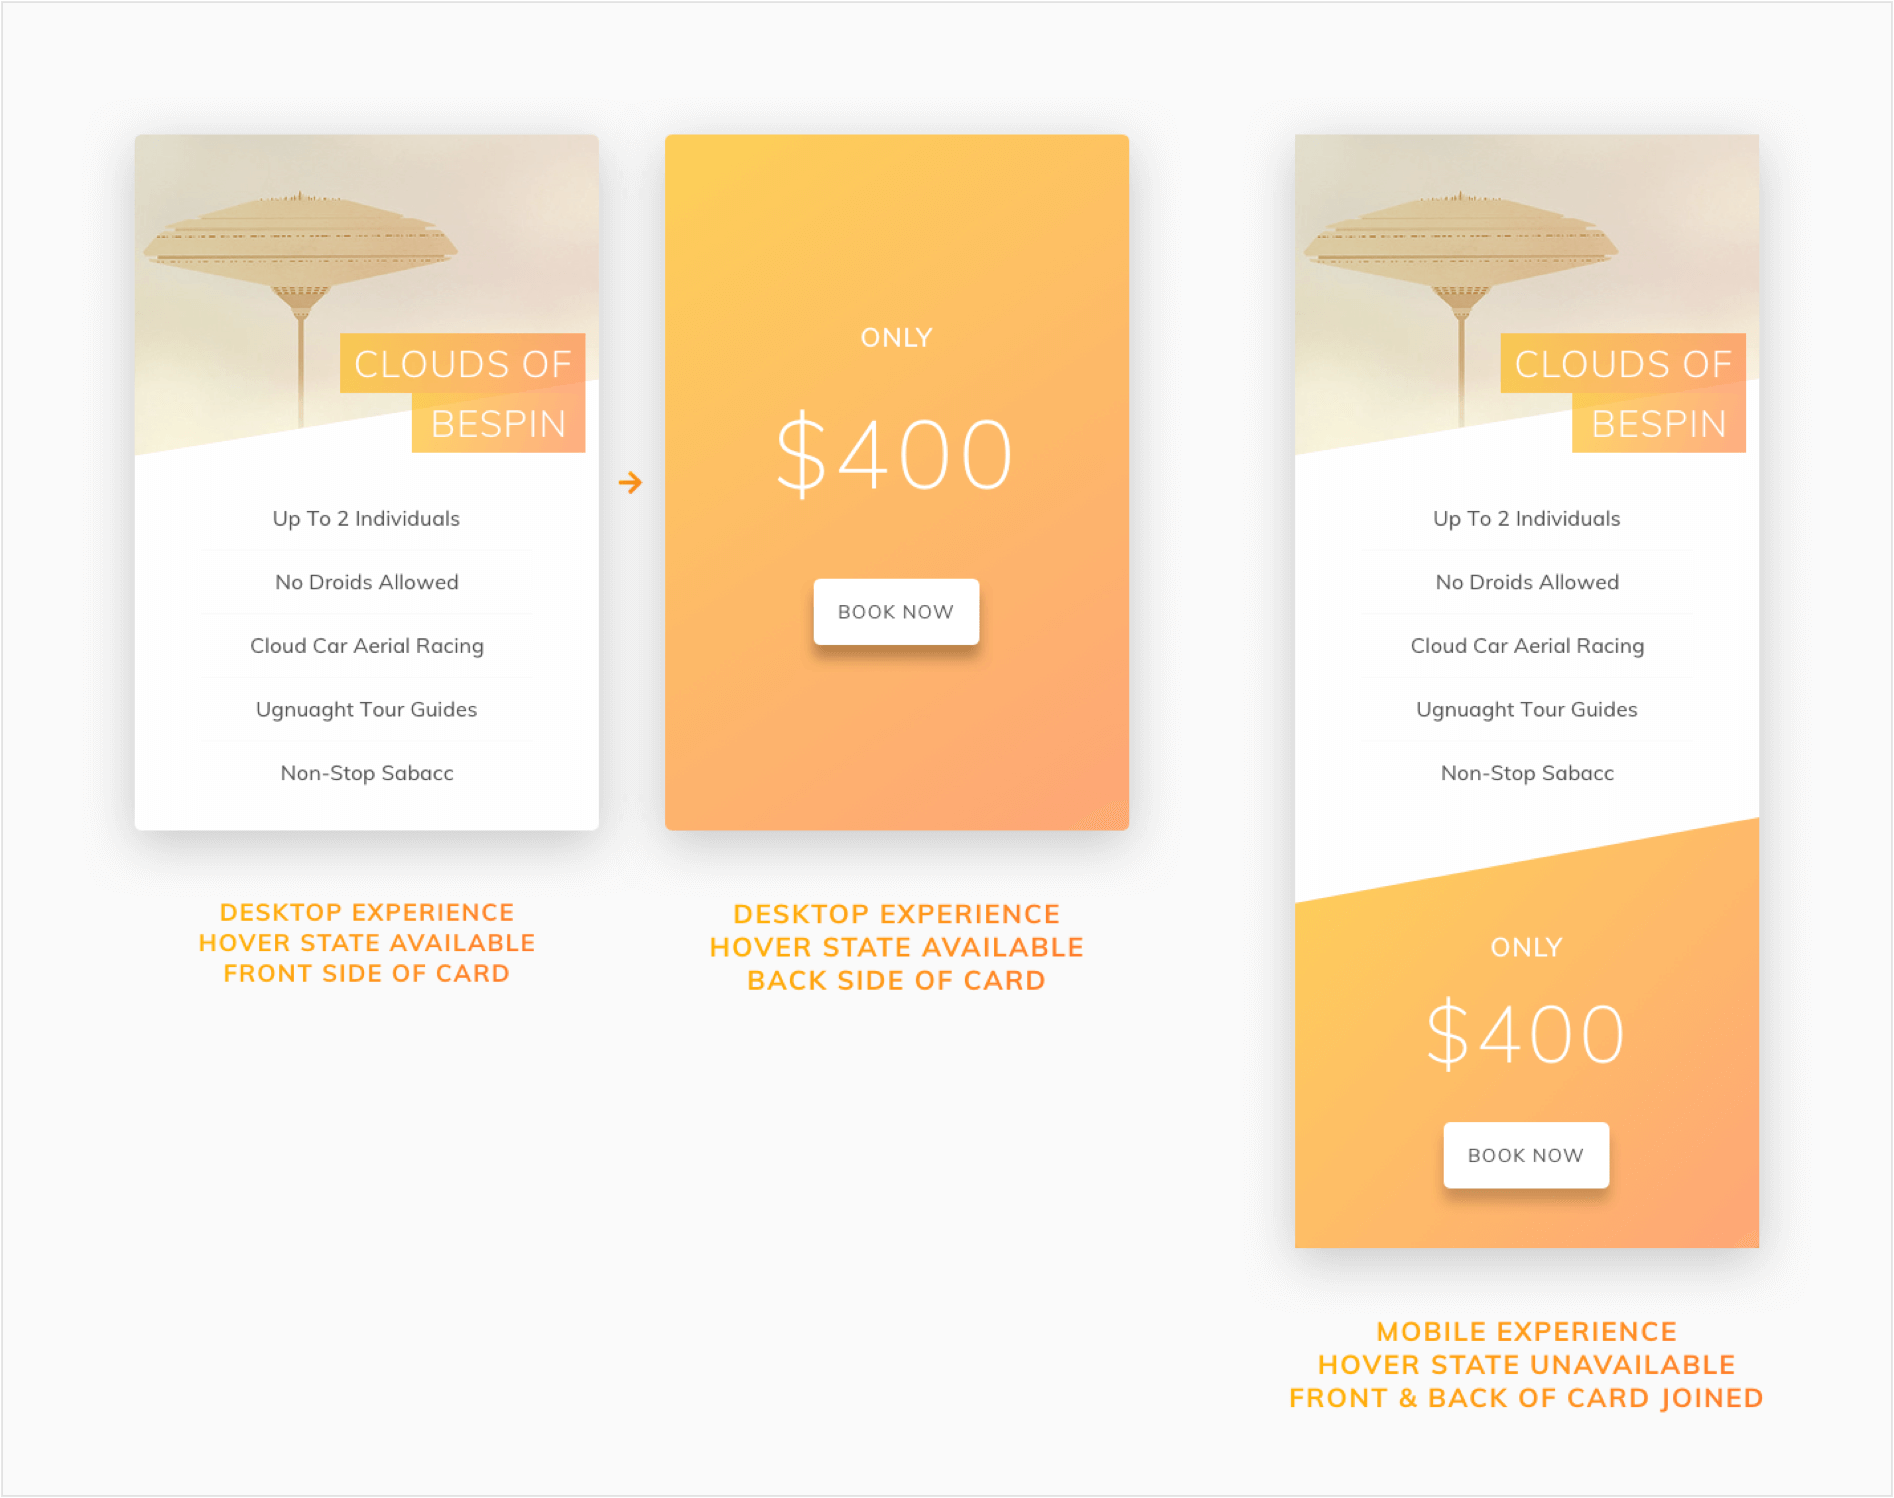 CLOUDS OF
BESPIN
Up To 2 Individuals
No Droids Allowed
Cloud Car Aerial Racing
Ugnuaght Tour Guides
Non-Stop Sabacc
DESKTOP EXPERIENCE
HOVER STATE AVAILABLE
FRONT SIDE OF CARD
ONLY
$400
BOOK NOW
DESKTOP EXPERIENCE
HOVER STATE AVAILABLE
BACK SIDE OF CARD
CLOUDS OF
BESPIN
Up To 2 Individuals
No Droids Allowed
Cloud Car Aerial Racing
Ugnuaght Tour Guides
Non-Stop Sabacc
ONLY
$400
BOOK NOW
MOBILE EXPERIENCE
HOVER STATE UNAVAILABLE
FRONT & BACK OF CARD JOINED